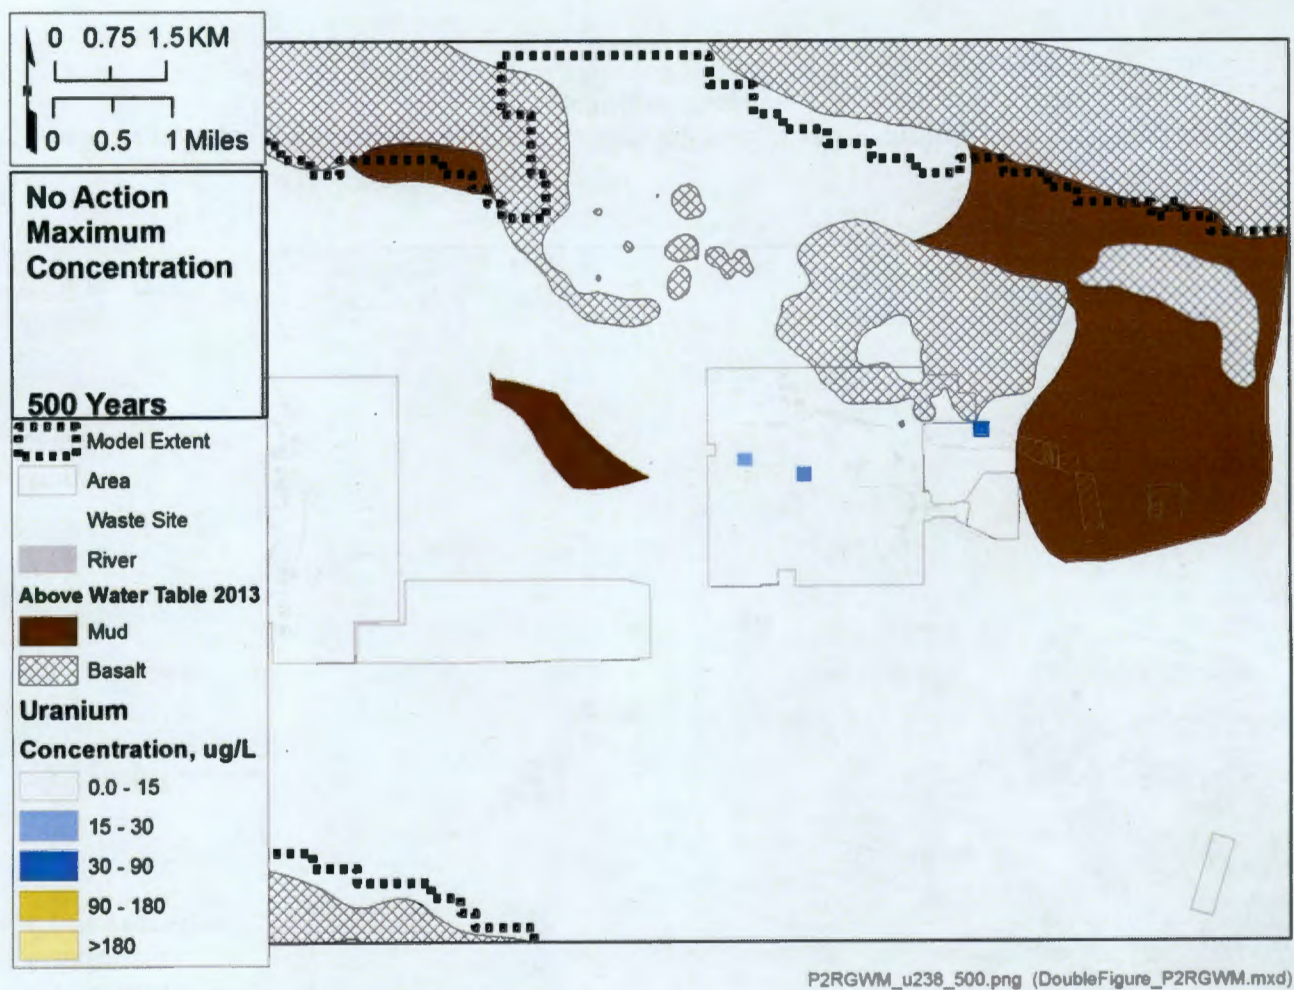 0 0.75 1.5 KM
0 0.5 1 Miles
No Action
Maximum
Concentration
500 Years
Model Extent
Area
Waste Site
River
Above Water Table 2013
Mud
Basalt
Uranium
Concentration, ug/L
0.0 - 15
15 - 30
30 - 90
90 - 180
>180
P2RGWM_u238_500.png (DoubleFigure_P2RGWM.mxd)